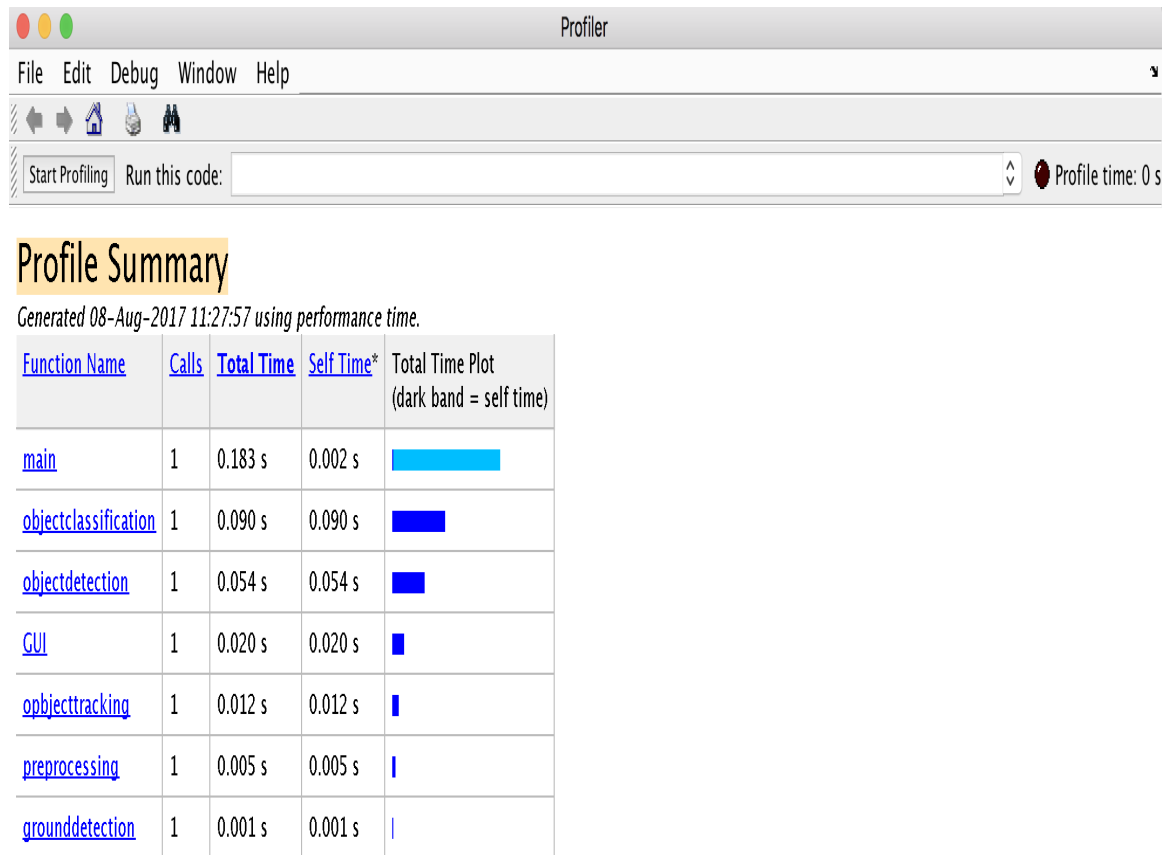 Profiler
File Edit Debug Window Help
Start Profiling Run this code: Profile time: 0 s
Profile Summary
Generated 08-Aug-2017 11:27:57 using performance time.
Function Name Calls Total Time Self Time* Total Time Plot
(dark band = self time)
main 1 0.183 s 0.002 s
objectclassification 1 0.090 s 0.090 s
objectdetection 1 0.054 s 0.054 s
GUI 1 0.020 s 0.020 s
opbjecttracking 1 0.012 s 0.012 s
preprocessing 1 0.005 s 0.005 s
grounddetection 1 0.001 s 0.001 s